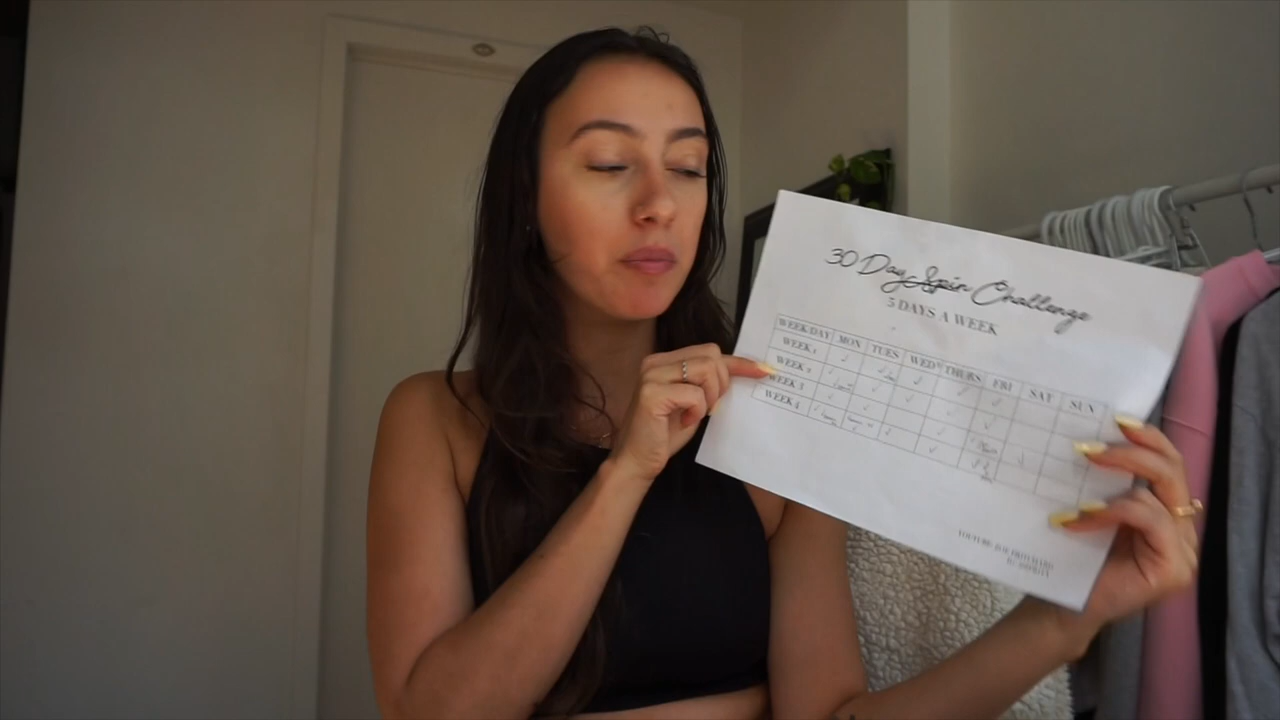 30 Day Spin Challenge
5 DAYS A WEEK
WEEK/DAY MON TUES WED THURS FRI SAT SUN
WEEK 1
WEEK 2
WEEK 3
WEEK 4